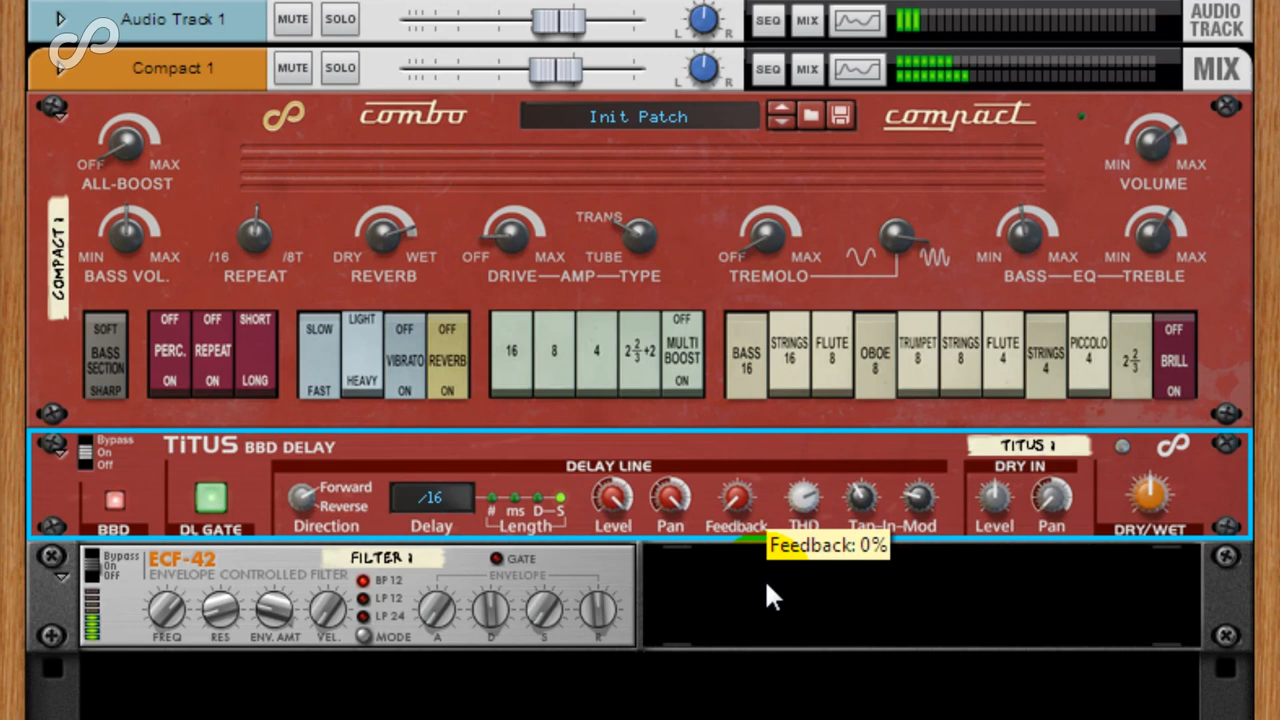 Audio Track 1 MUTE SOLO L R SEQ MIX AUDIO TRACK
Compact 1 MUTE SOLO L R SEQ MIX MIX
combo Init Patch compact
OFF MAX MIN MAX
ALL-BOOST VOLUME
COMPACT 1
TRANS
MIN MAX /16 /8T DRY WET OFF MAX TUBE OFF MAX MIN MAX MIN MAX
BASS VOL. REPEAT REVERB DRIVE AMP TYPE TREMOLO BASS EQ TREBLE
SOFT BASS SECTION SHARP
OFF PERC. ON
OFF REPEAT ON
SHORT LONG
SLOW FAST
LIGHT HEAVY
OFF VIBRATO ON
OFF REVERB ON
16 8 4 2⅔+2
OFF MULTI BOOST ON
BASS 16
STRINGS 16
FLUTE 8
OBOE 8
TRUMPET 8
STRINGS 8
FLUTE 4
STRINGS 4
PICCOLO 4
2⅔
OFF BRILL ON
Bypass On Off
TiTUS BBD DELAY TITUS 1
DELAY LINE DRY IN
Forward
Reverse
/16
# ms D S
BBD DL GATE Direction Delay Length Level Pan Feedback THD Tan-In-Mod Level Pan DRY/WET
Feedback: 0%
Bypass On Off
ECF-42 FILTER 1 GATE
ENVELOPE CONTROLLED FILTER BP 12 ENVELOPE
LP 12
LP 24
FREQ RES ENV. AMT VEL. MODE A D S R